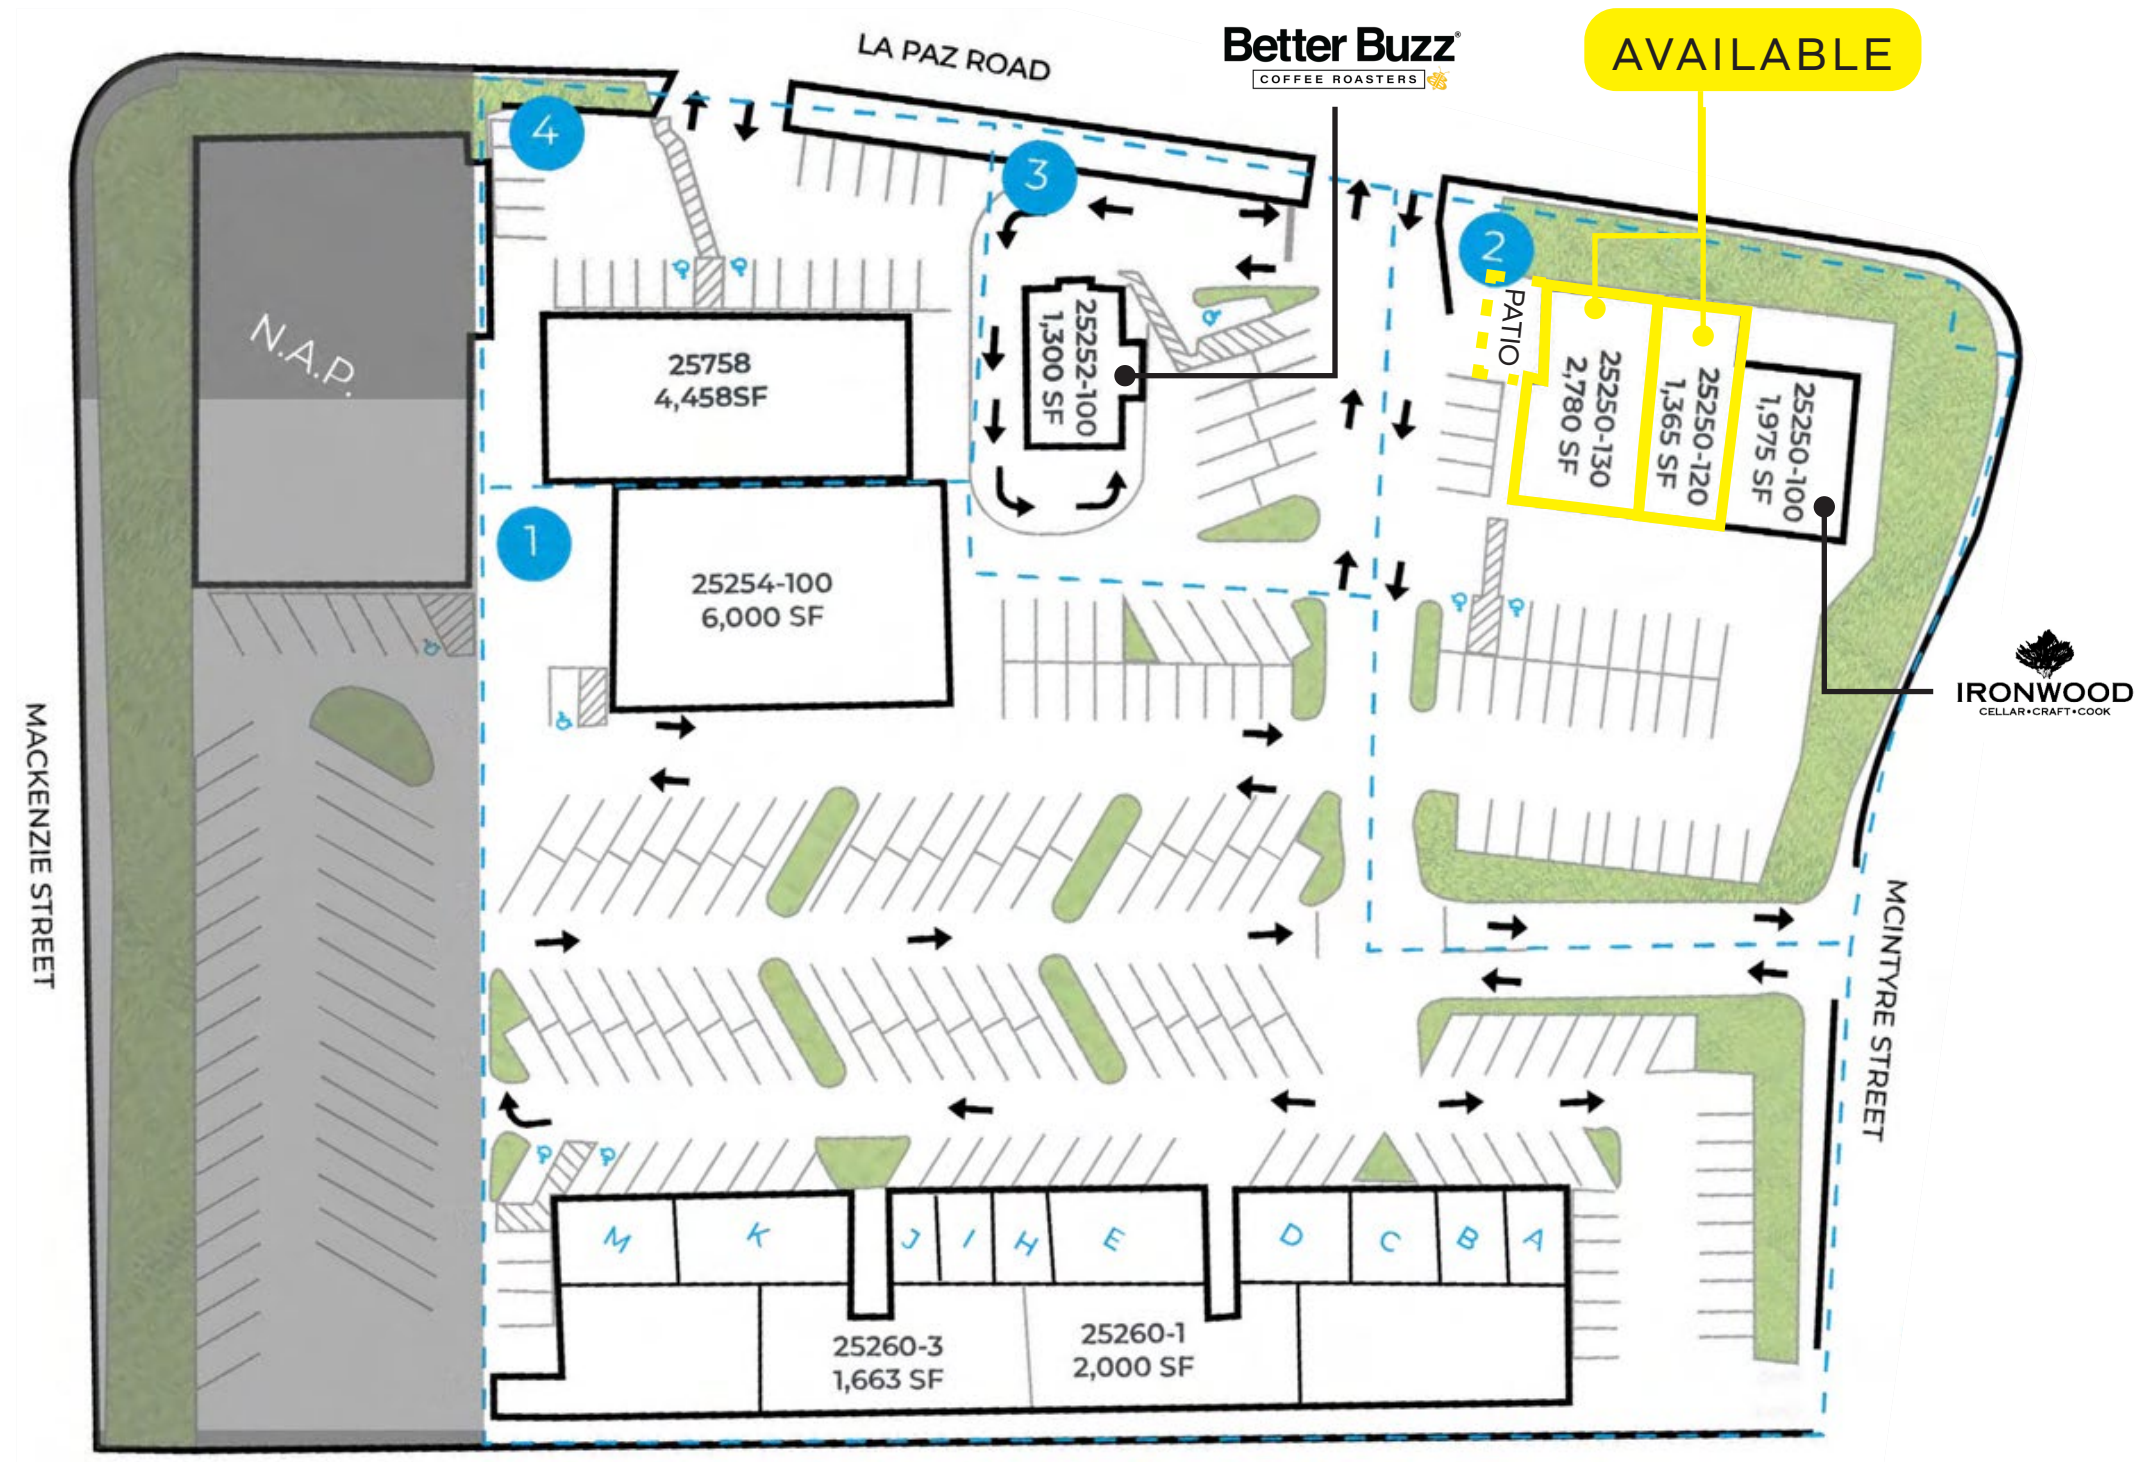 LA PAZ ROAD
Better Buzz®
COFFEE ROASTERS
AVAILABLE
4
3
2
N.A.P.
PATIO
25758
4,458SF
25252-100
1,300 SF
25250-130
2,780 SF
25250-120
1,365 SF
25250-100
1,975 SF
1
25254-100
6,000 SF
IRONWOOD
CELLAR•CRAFT•COOK
MACKENZIE STREET
MCINTYRE STREET
M
K
J
I
H
E
D
C
B
A
25260-3
1,663 SF
25260-1
2,000 SF